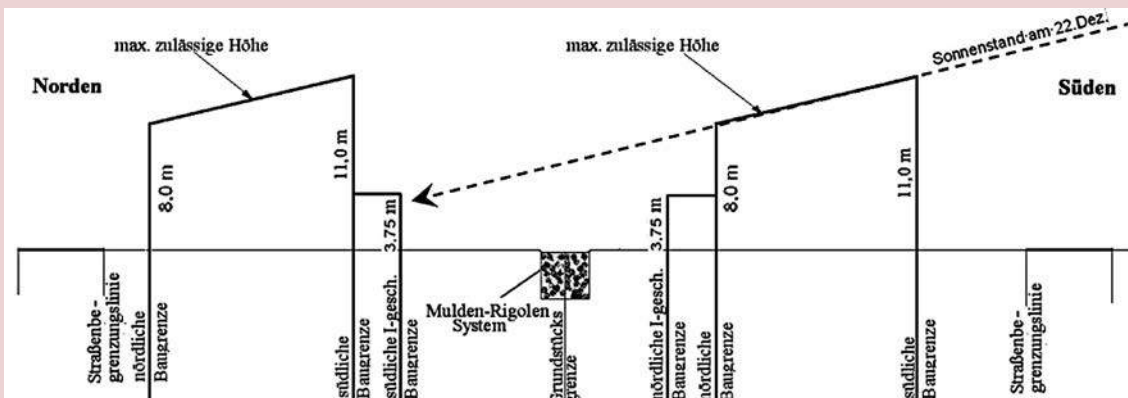 max. zulässige Höhe
max. zulässige Höhe
Sonnenstand am 22.Dez.
Norden
Süden
8.0 m
11,0 m
3.75 m
3.75 m
8.0 m
11,0 m
Mulden-Rigolen
System
Straßenbe-
grenzungslinie
nördliche
Baugrenze
südliche
Baugrenze
südliche I-gesch.
Baugrenze
Grundstücks
grenze
nördliche I-gesch.
Baugrenze
nördliche
Baugrenze
südliche
Baugrenze
Straßenbe-
grenzungslinie